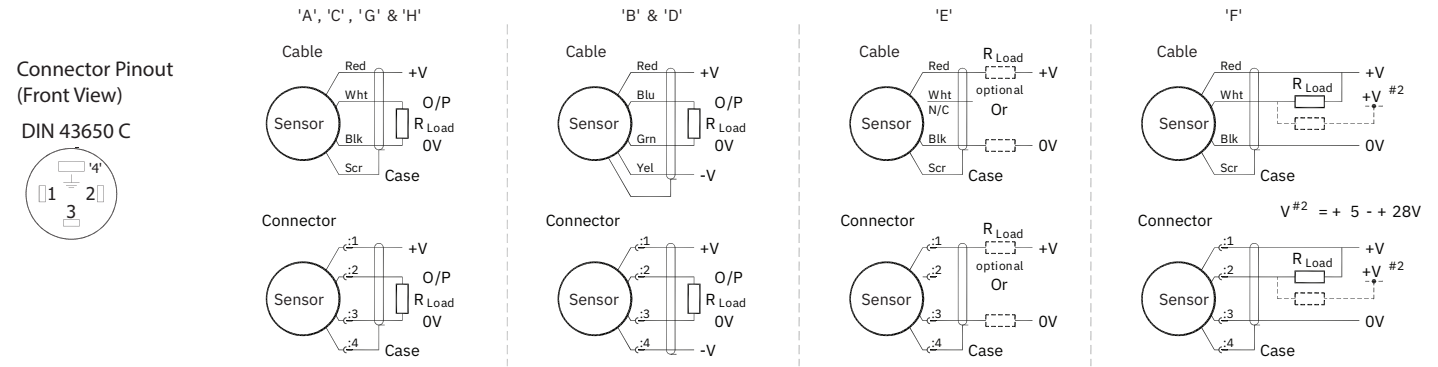 Connector Pinout
(Front View)
DIN 43650 C
'4'
1 2
3
'A', 'C' , 'G' & 'H'
Cable
Red +V
Wht O/P
Sensor R Load
Blk 0V
Scr Case
Connector
:1 +V
:2 O/P
Sensor R Load
:3 0V
:4 Case
'B' & 'D'
Cable
Red +V
Blu O/P
Sensor R Load
Grn 0V
Yel -V
Connector
:1 +V
:2 O/P
Sensor R Load
:3 0V
:4 -V
'E'
Cable R Load
Red +V
Wht optional
N/C Or
Sensor
Blk 0V
Scr Case
Connector R Load
:1 +V
:2 optional
Or
Sensor
:3 0V
:4 Case
'F'
Cable
Red +V
R Load
Wht +V #2
Sensor
Blk 0V
Scr Case
V #2 = + 5 - + 28V
Connector
:1 +V
R Load
:2 +V #2
Sensor
:3 0V
:4 Case